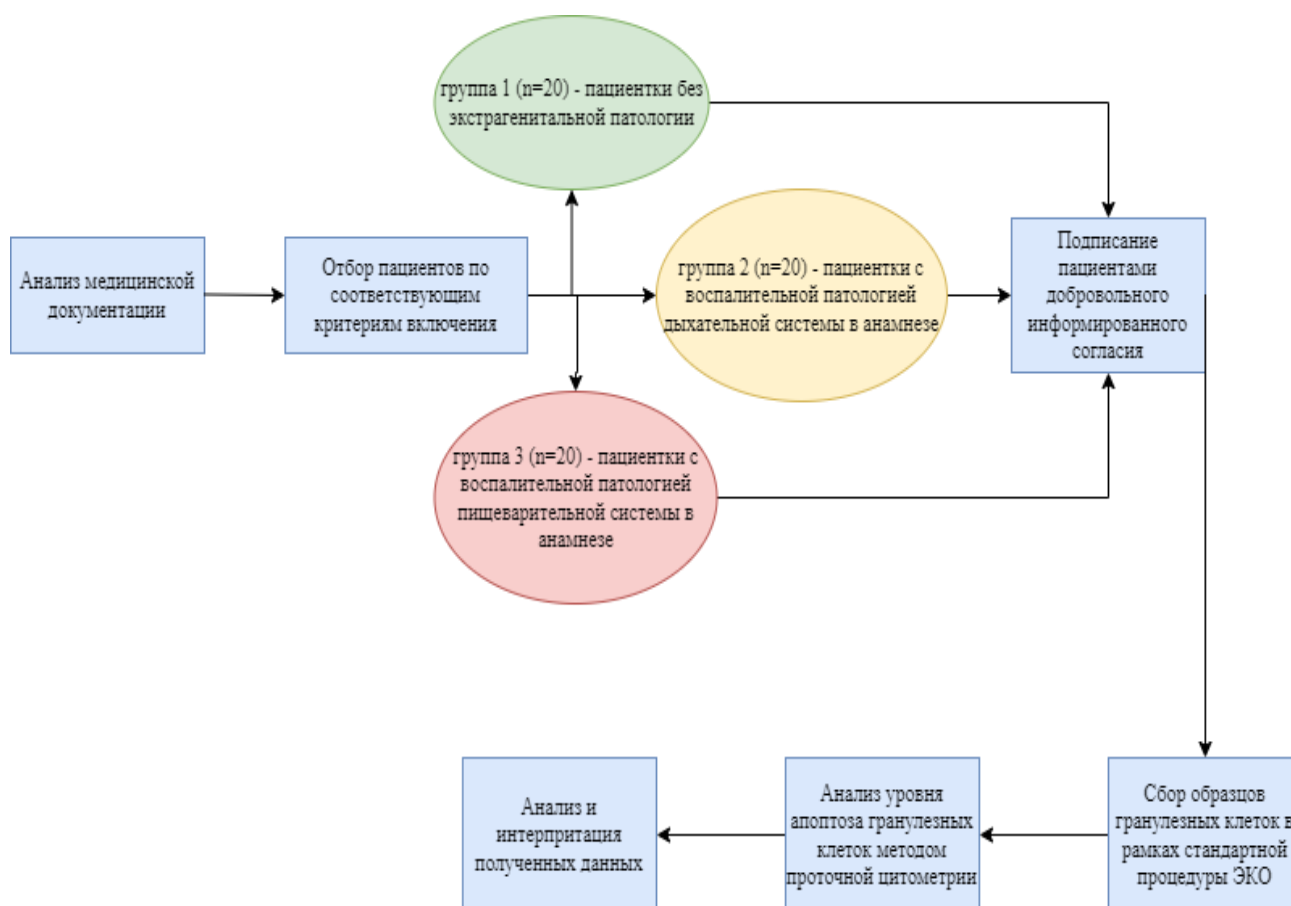 группа 1 (n=20) - пациентки без
экстрагенитальной патологии
Анализ медицинской
документации
Отбор пациентов по
соответствующим
критериям включения
группа 2 (n=20) - пациентки с
воспалительной патологией
дыхательной системы в анамнезе
Подписание
пациентами
добровольного
информированного
согласия
группа 3 (n=20) - пациентки с
воспалительной патологией
пищеварительной системы в
анамнезе
Сбор образцов
гранулезных клеток в
рамках стандартной
процедуры ЭКО
Анализ уровня
апоптоза гранулезных
клеток методом
проточной цитометрии
Анализ и
интерпритация
полученных данных